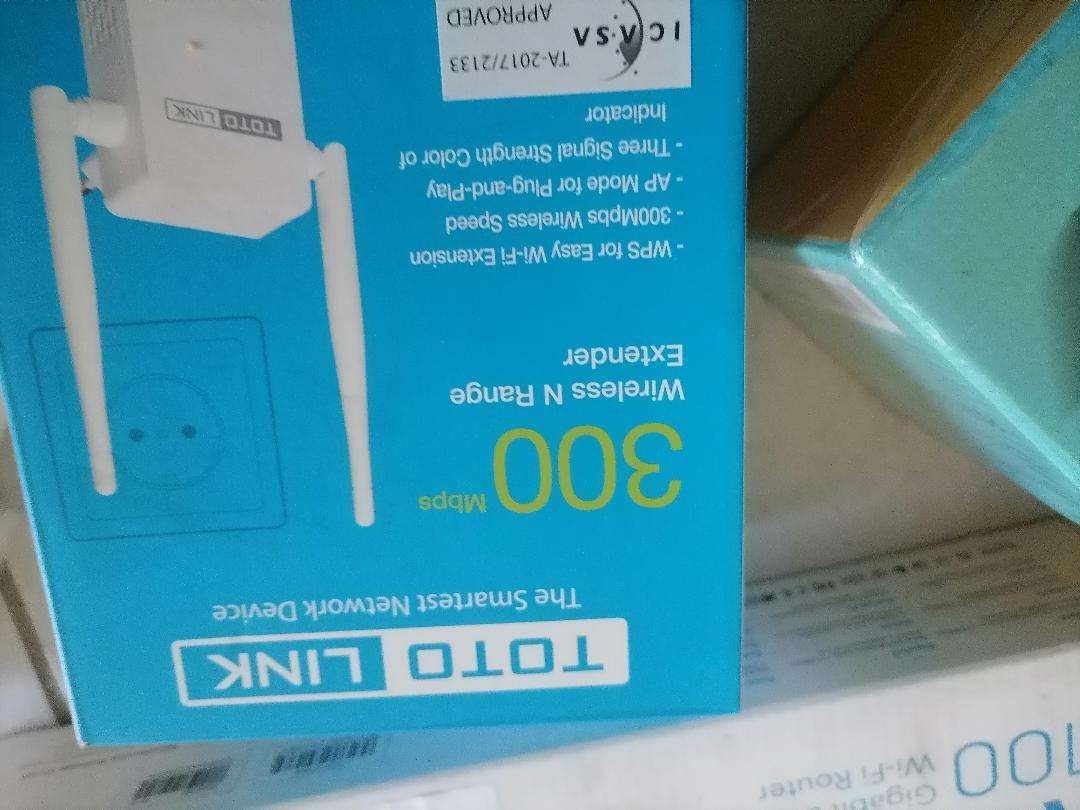 TOTO LINK
The Smartest Network Device
300 Mbps
Wireless N Range
Extender
- WPS for Easy Wi-Fi Extension
- 300Mpbs Wireless Speed
- AP Mode for Plug-and-Play
- Three Signal Strength Color of
Indicator
TA-2017/2133
ICASA
APPROVED
TOTO LINK
Gigabit
Wi-Fi Router